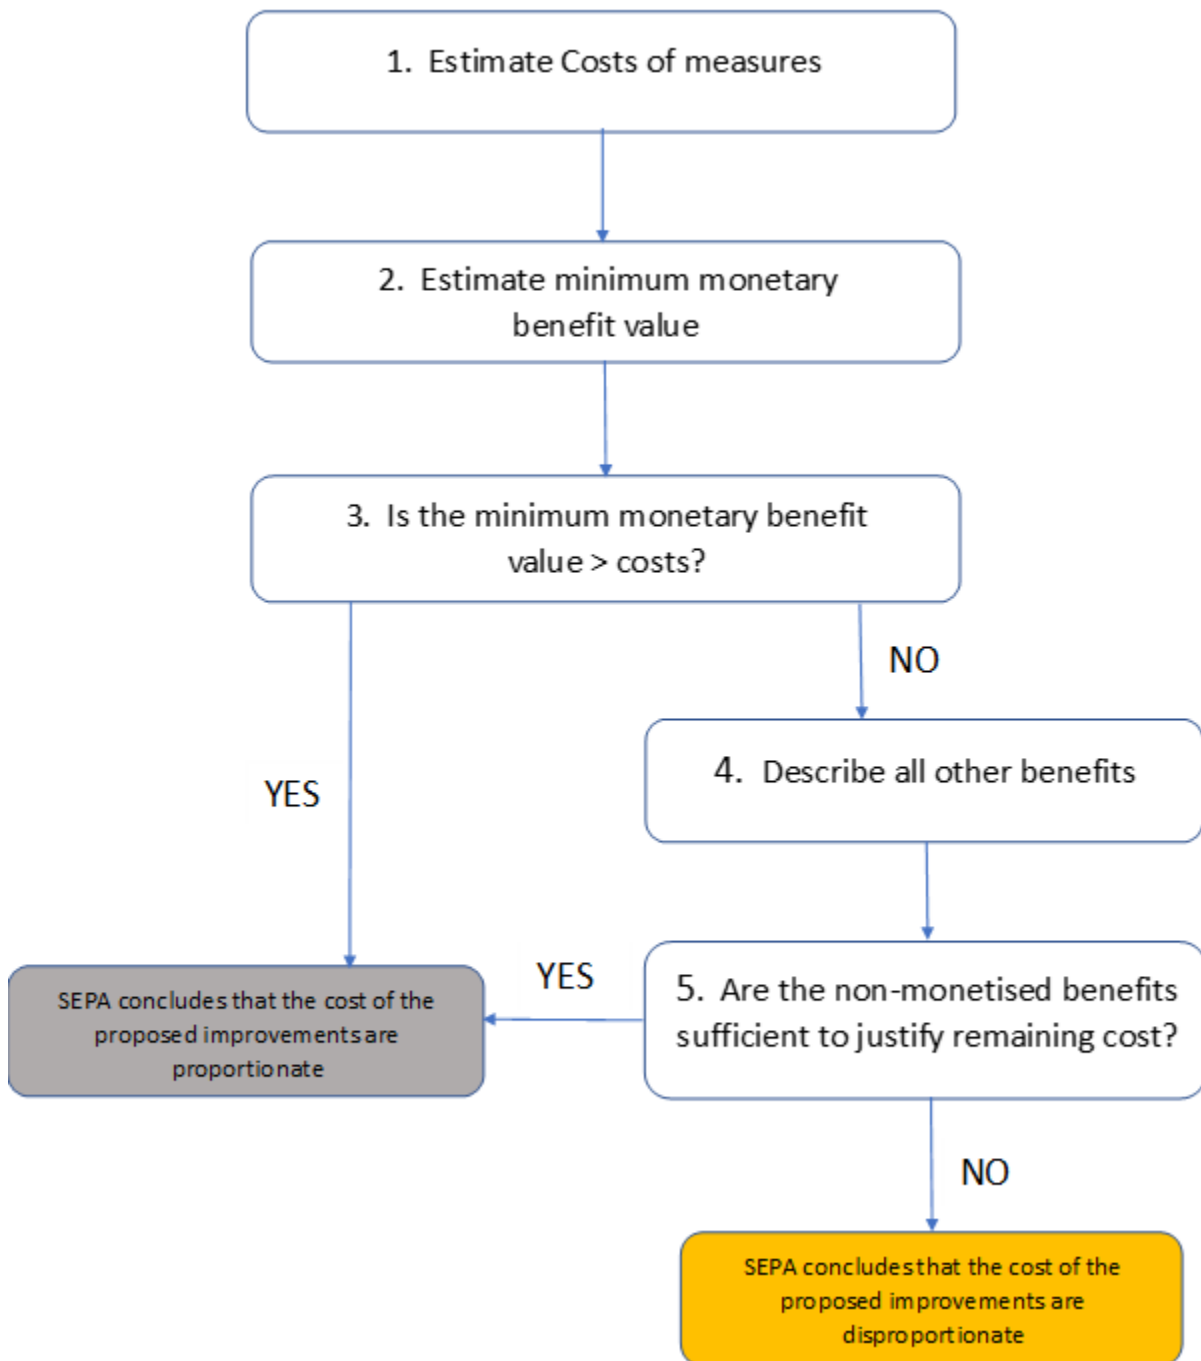 1. Estimate Costs of measures
2. Estimate minimum monetary
benefit value
3. Is the minimum monetary benefit
value > costs?
NO
YES
4. Describe all other benefits
SEPA concludes that the cost of the
proposed improvements are
proportionate
YES
5. Are the non-monetised benefits
sufficient to justify remaining cost?
NO
SEPA concludes that the cost of the
proposed improvements are
disproportionate